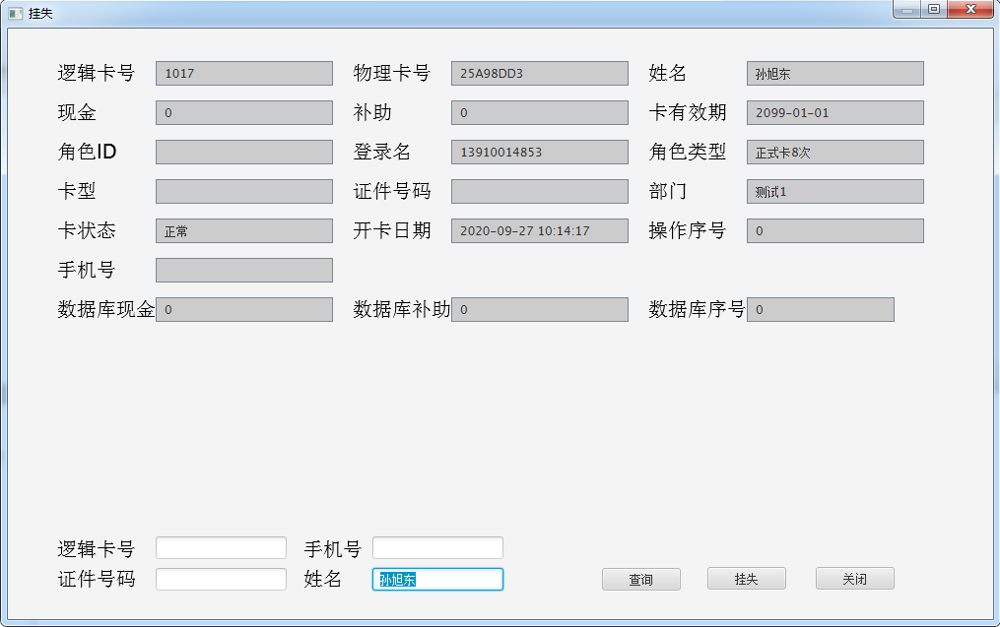 挂失
逻辑卡号 1017 物理卡号 25A98DD3 姓名 孙旭东
现金 0 补助 0 卡有效期 2099-01-01
角色ID 登录名 13910014853 角色类型 正式卡8次
卡型 证件号码 部门 测试1
卡状态 正常 开卡日期 2020-09-27 10:14:17 操作序号 0
手机号
数据库现金 0 数据库补助 0 数据库序号 0
逻辑卡号 手机号
证件号码 姓名 孙旭东 查询 挂失 关闭